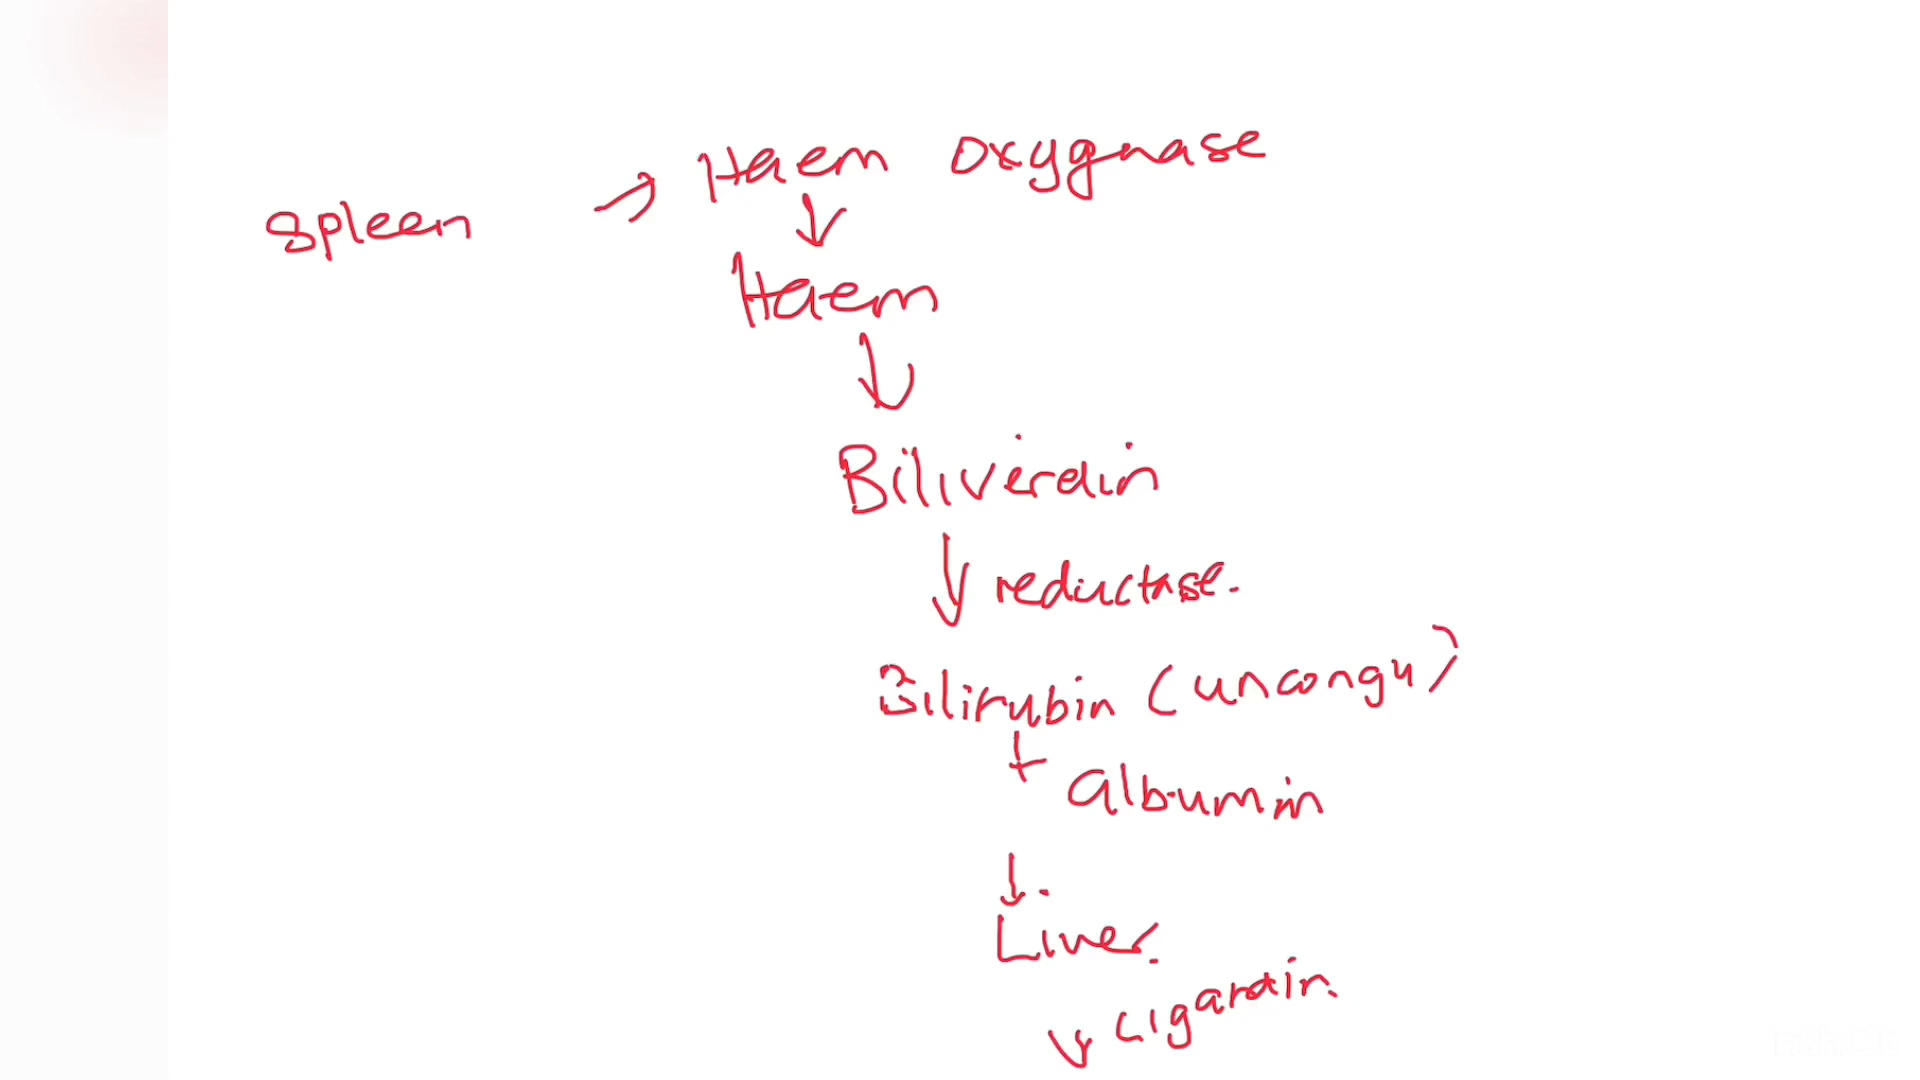 Spleen → Haem Oxygnase
↓
Haem
↓
Biliverdin
↓ reductase.
Bilirubin (uncongu)
+ albumin
↓
Liver.
↓ Ligandin.